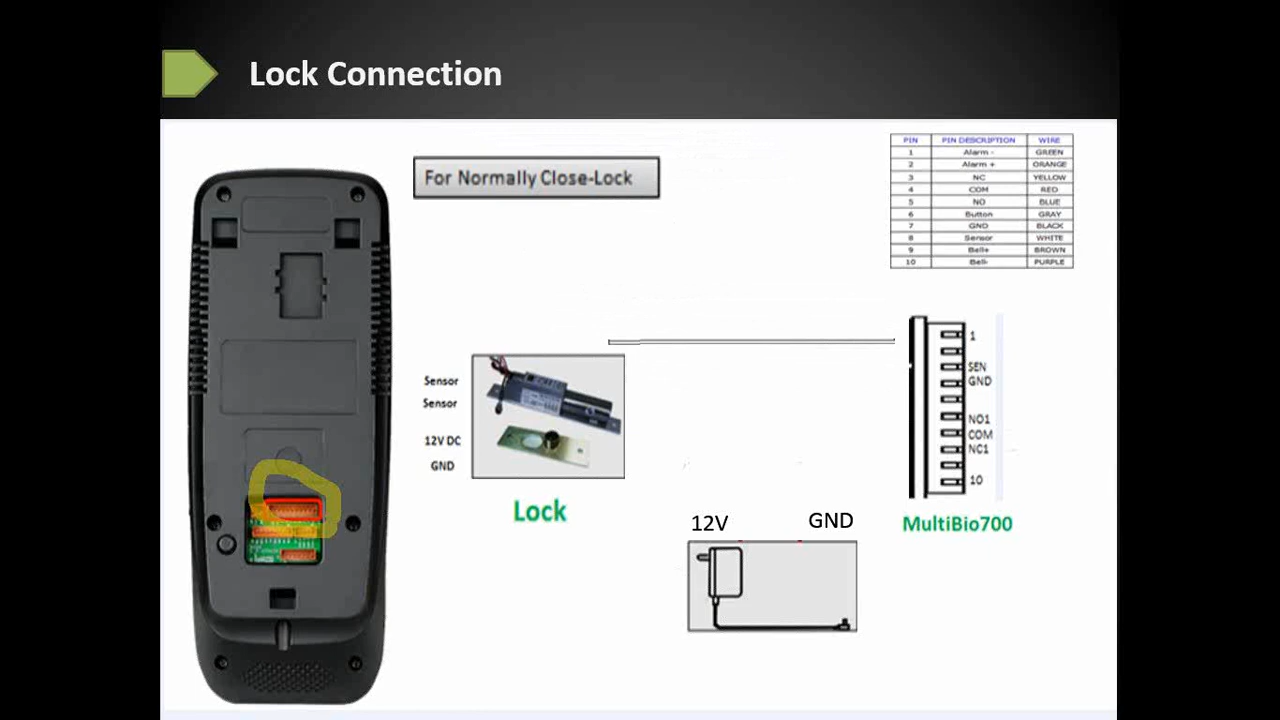 Lock Connection
For Normally Close-Lock
PIN PIN DESCRIPTION WIRE
1 Alarm - GREEN
2 Alarm + ORANGE
3 NC YELLOW
4 COM RED
5 NO BLUE
6 Button GRAY
7 GND BLACK
8 Sensor WHITE
9 Bell+ BROWN
10 Bell- PURPLE
Sensor
Sensor
12V DC
GND
Lock
1
SEN
GND
NO1
COM
NC1
10
MultiBio700
12V GND